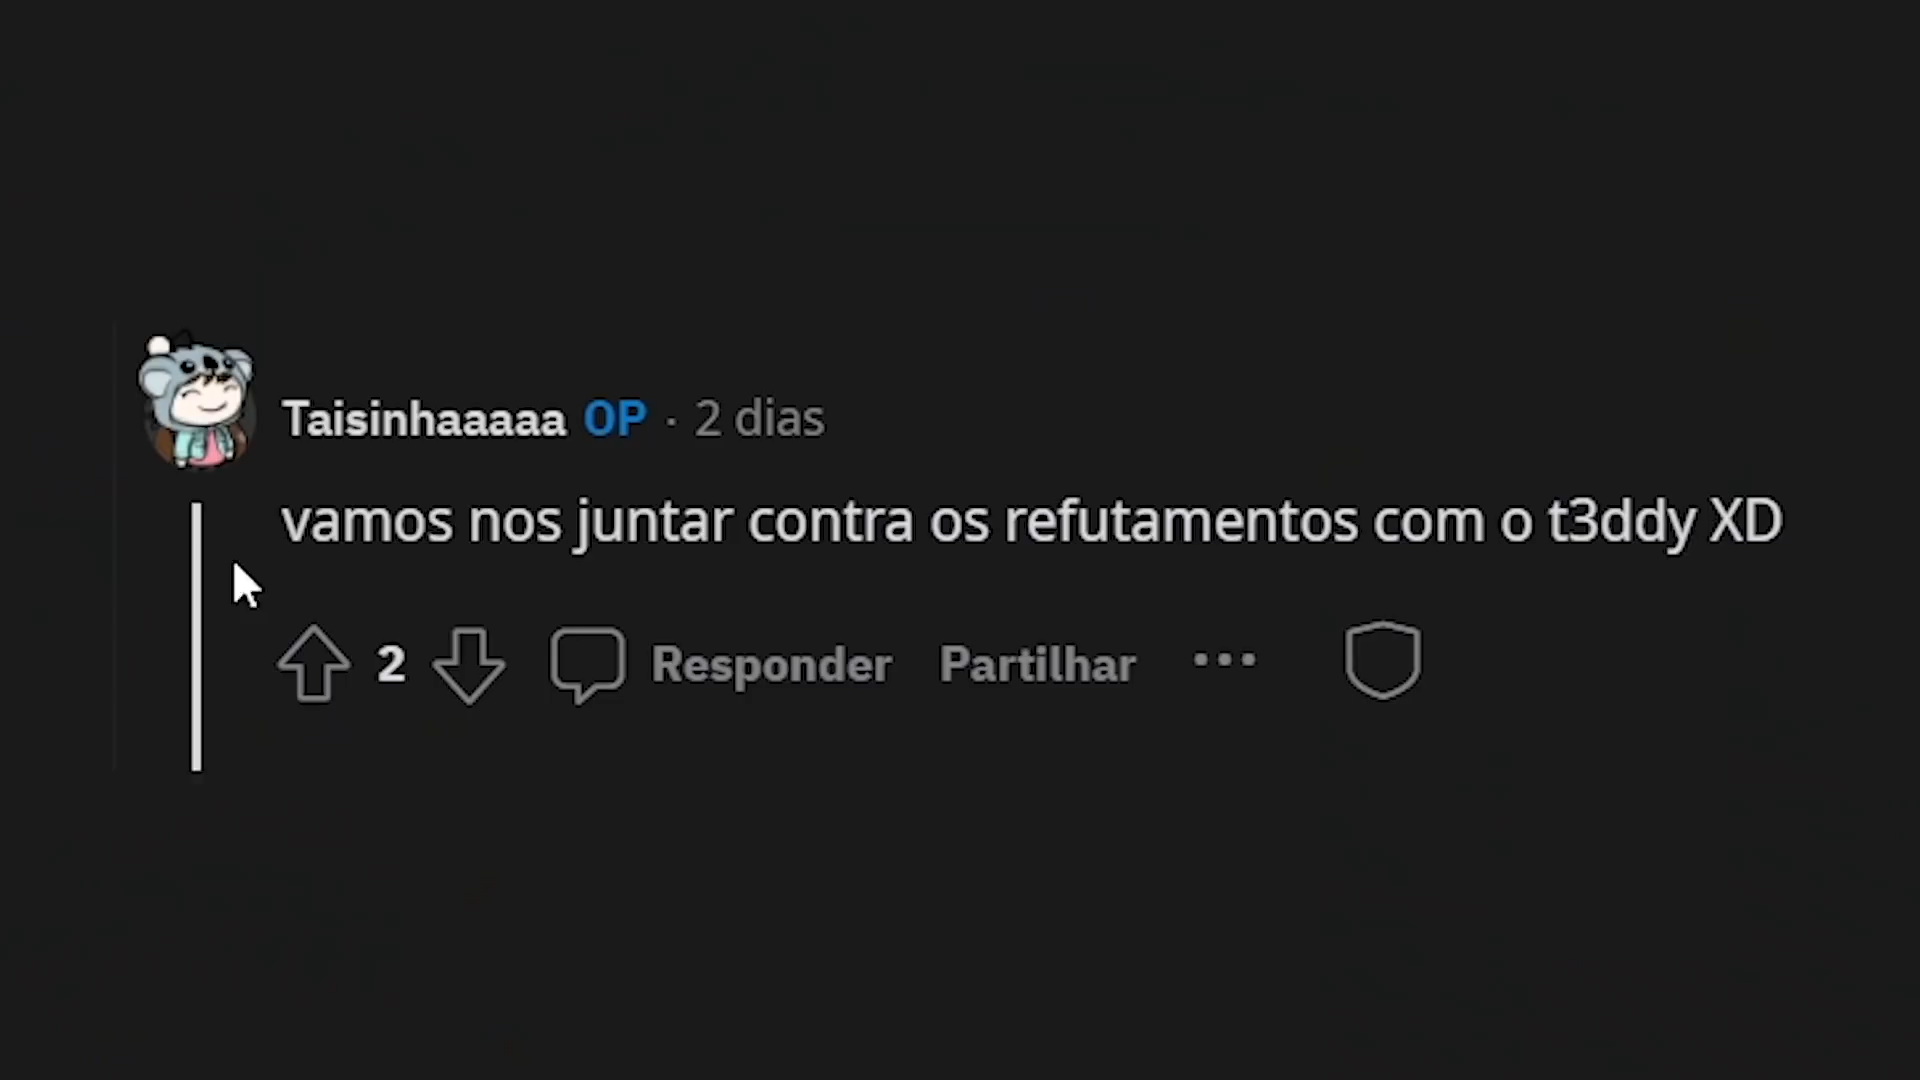 Taisinhaaaaa OP · 2 dias
vamos nos juntar contra os refutamentos com o t3ddy XD
2 Responder Partilhar ...